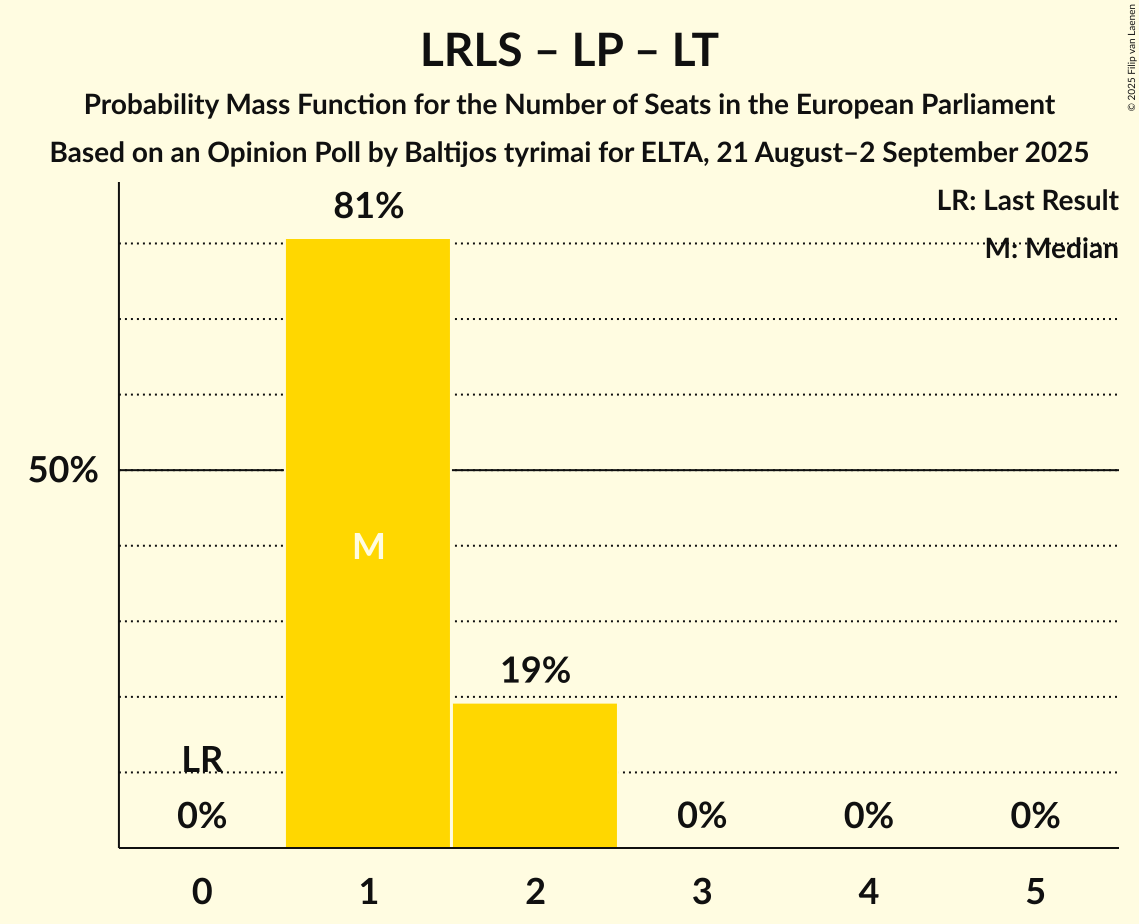 LRLS – LP – LT
Probability Mass Function for the Number of Seats in the European Parliament
Based on an Opinion Poll by Baltijos tyrimai for ELTA, 21 August–2 September 2025
© 2025 Filip van Laenen
LR: Last Result
M: Median
81%
50%
M
19%
LR
0%
0%
0%
0%
0
1
2
3
4
5